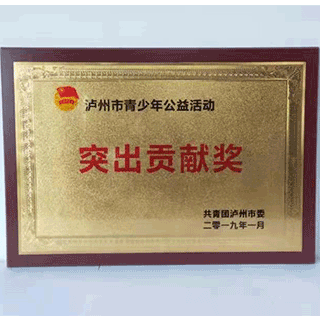 泸州市青少年公益活动
突出贡献奖
共青团泸州市委
二零一九年一月